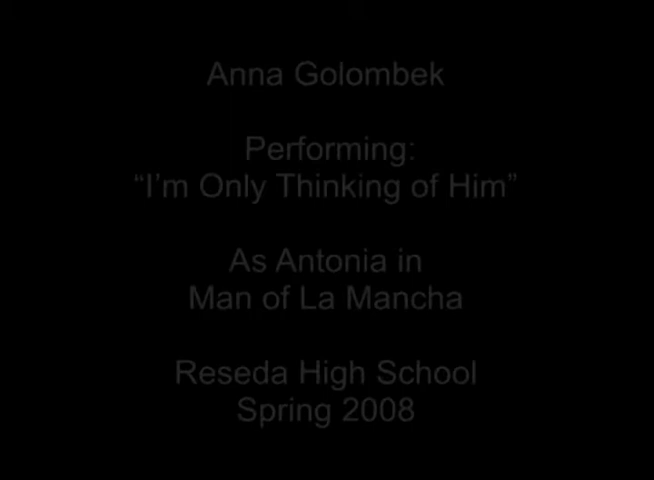 Anna Golombek
Performing:
“I’m Only Thinking of Him”
As Antonia in
Man of La Mancha
Reseda High School
Spring 2008